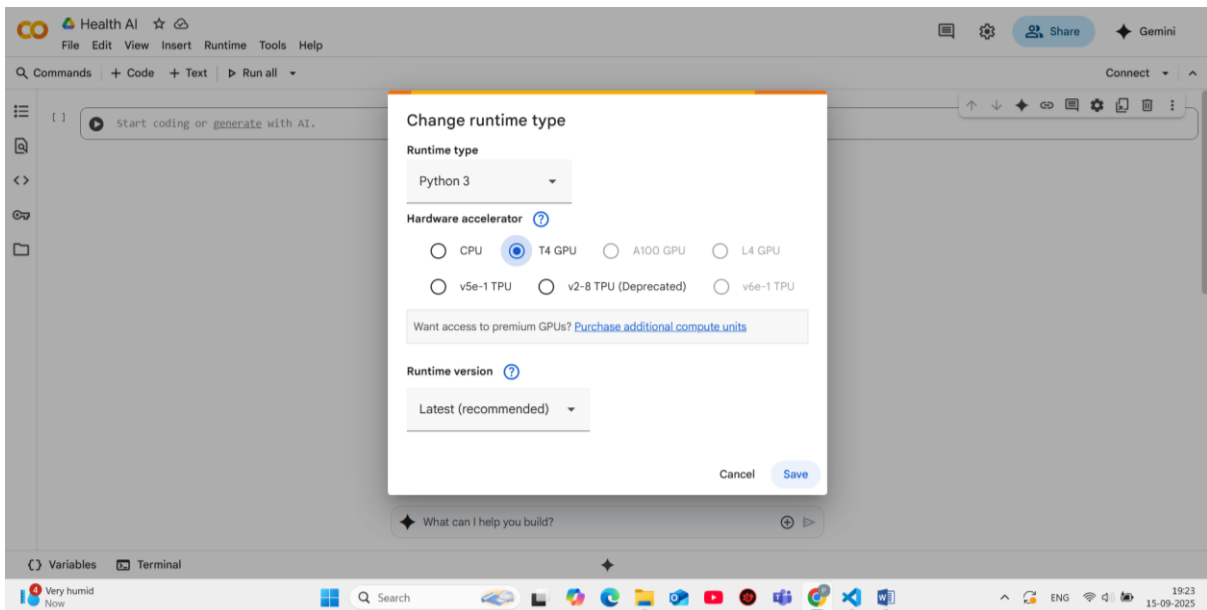 Health AI
File Edit View Insert Runtime Tools Help
Share
Gemini
Commands + Code + Text Run all
Connect
[ ] Start coding or generate with AI.
Change runtime type
Runtime type
Python 3
Hardware accelerator ?
CPU T4 GPU A100 GPU L4 GPU
v5e-1 TPU v2-8 TPU (Deprecated) v6e-1 TPU
Want access to premium GPUs? Purchase additional compute units
Runtime version ?
Latest (recommended)
Cancel Save
What can I help you build?
{} Variables Terminal
4 Very humid
Now
Search
ENG
19:23
15-09-2025